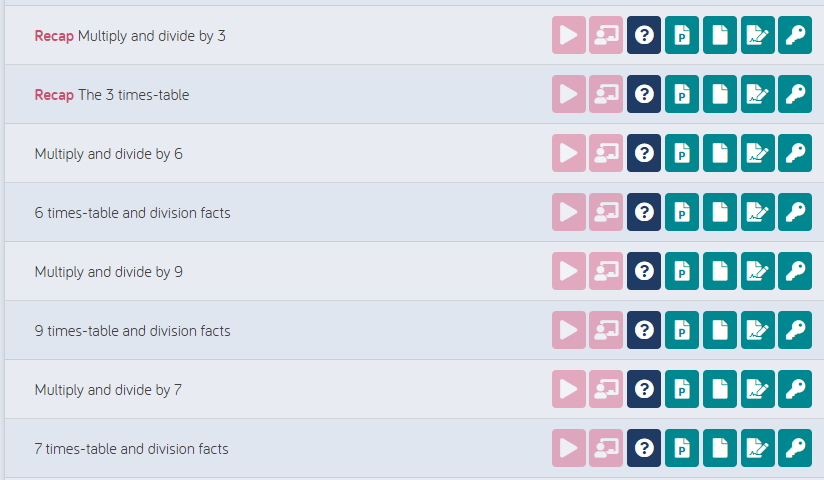 Recap Multiply and divide by 3
Recap The 3 times-table
Multiply and divide by 6
6 times-table and division facts
Multiply and divide by 9
9 times-table and division facts
Multiply and divide by 7
7 times-table and division facts